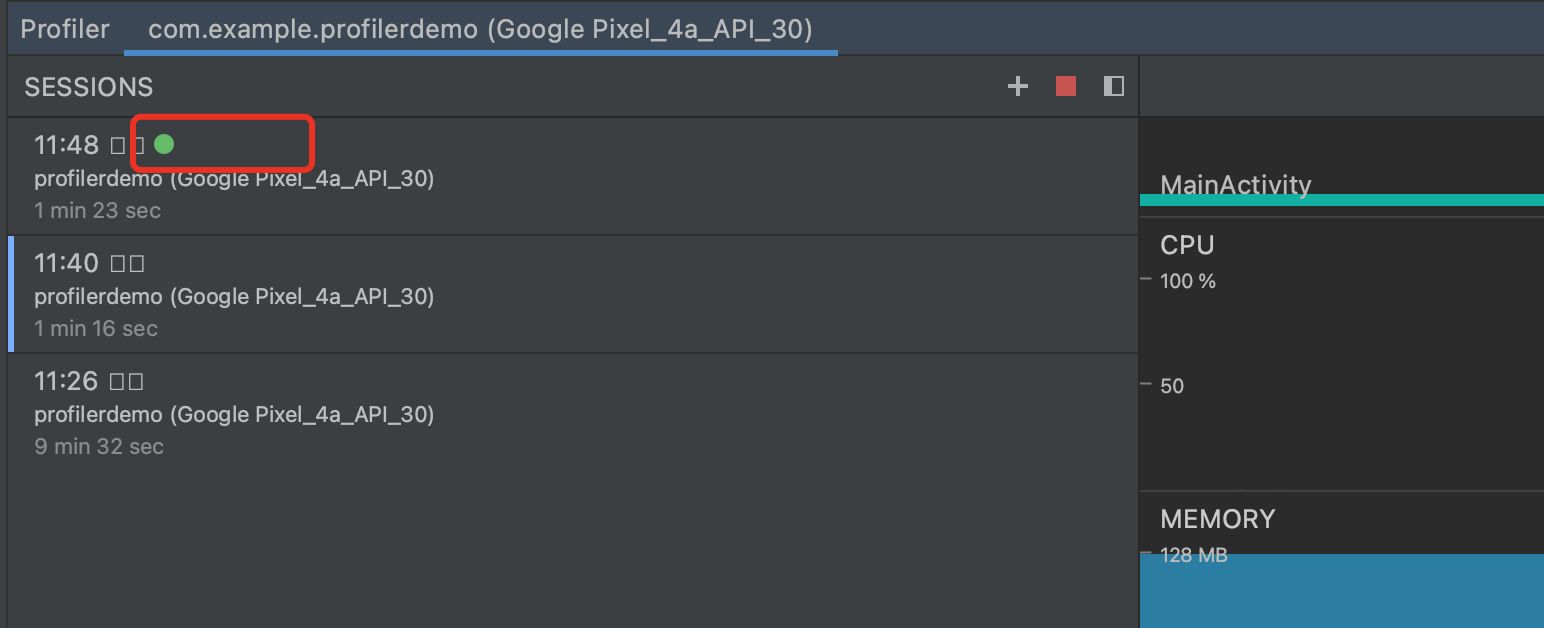 Profiler com.example.profilerdemo (Google Pixel_4a_API_30)
SESSIONS
11:48
profilerdemo (Google Pixel_4a_API_30)
1 min 23 sec
11:40
profilerdemo (Google Pixel_4a_API_30)
1 min 16 sec
11:26
profilerdemo (Google Pixel_4a_API_30)
9 min 32 sec
MainActivity
CPU
100 %
50
MEMORY
128 MB